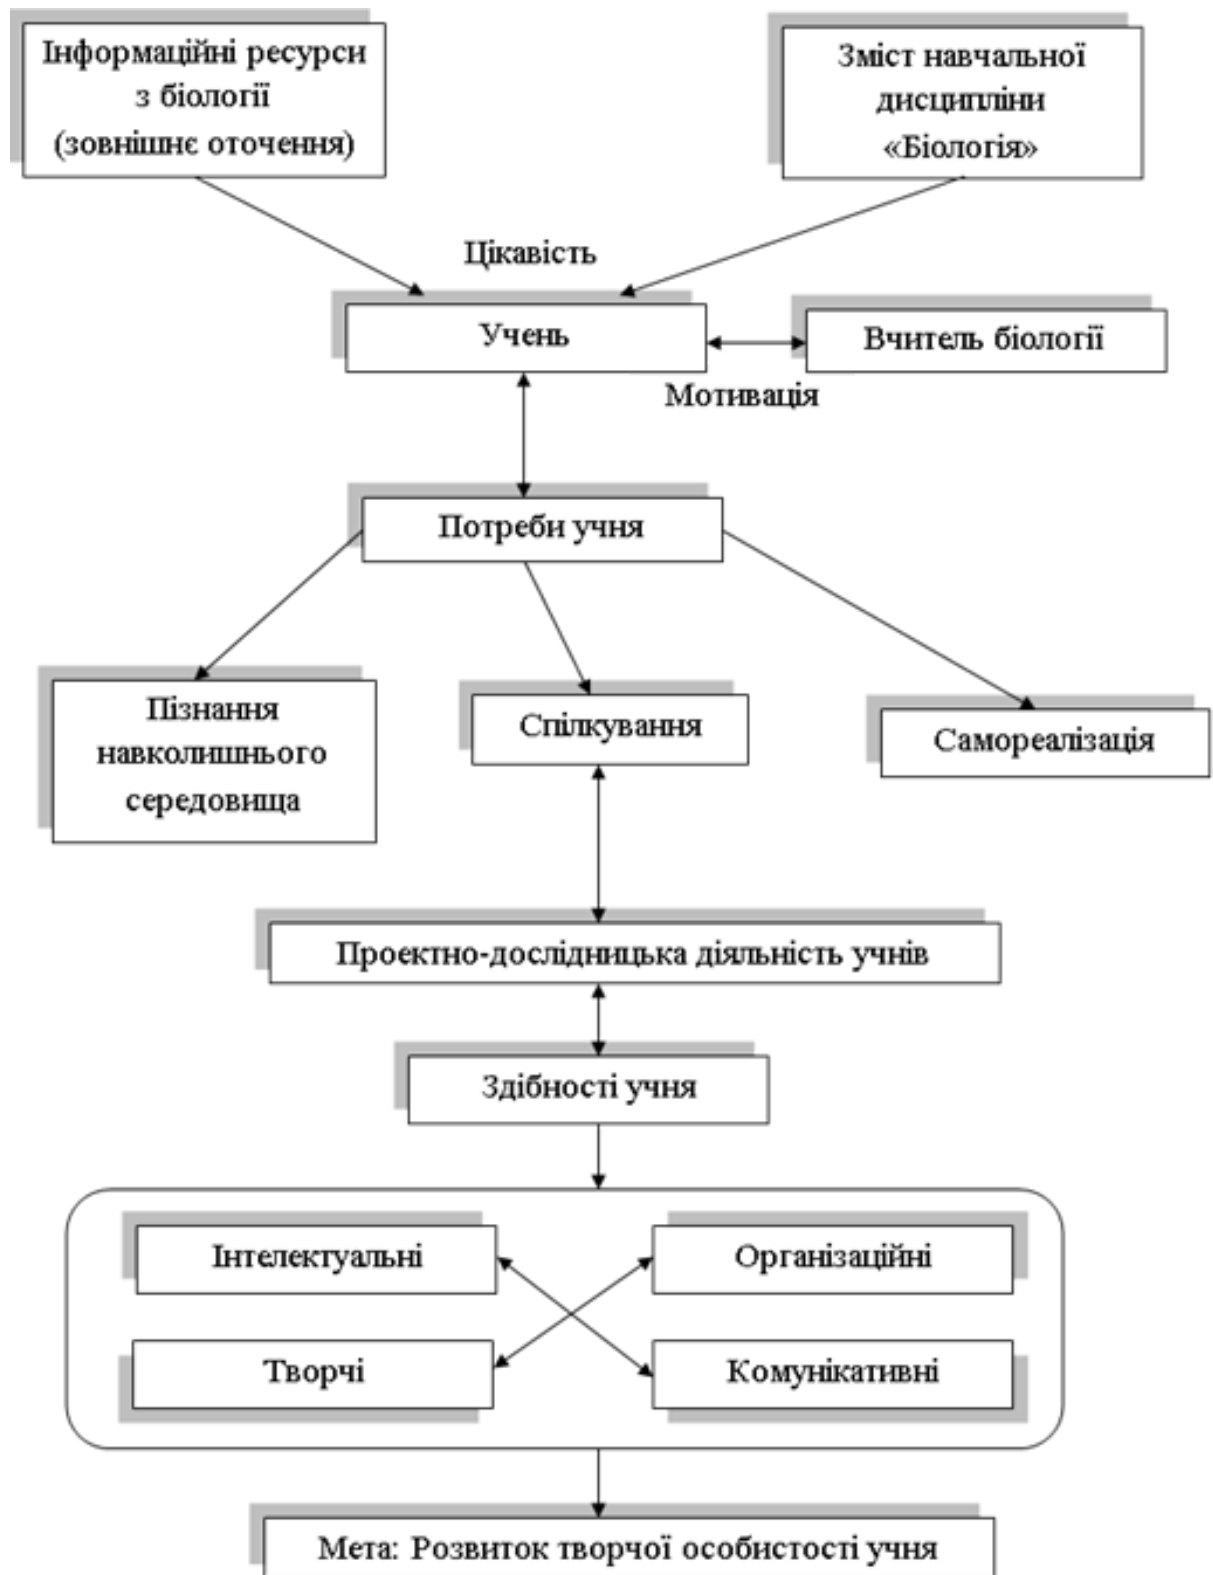 Інформаційні ресурси
з біології
(зовнішнє оточення)
Зміст навчальної
дисципліни
«Біологія»
Цікавість
Учень
Вчитель біології
Мотивація
Потреби учня
Пізнання
навколишнього
середовища
Спілкування
Самореалізація
Проектно-дослідницька діяльність учнів
Здібності учня
Інтелектуальні
Організаційні
Творчі
Комунікативні
Мета: Розвиток творчої особистості учня